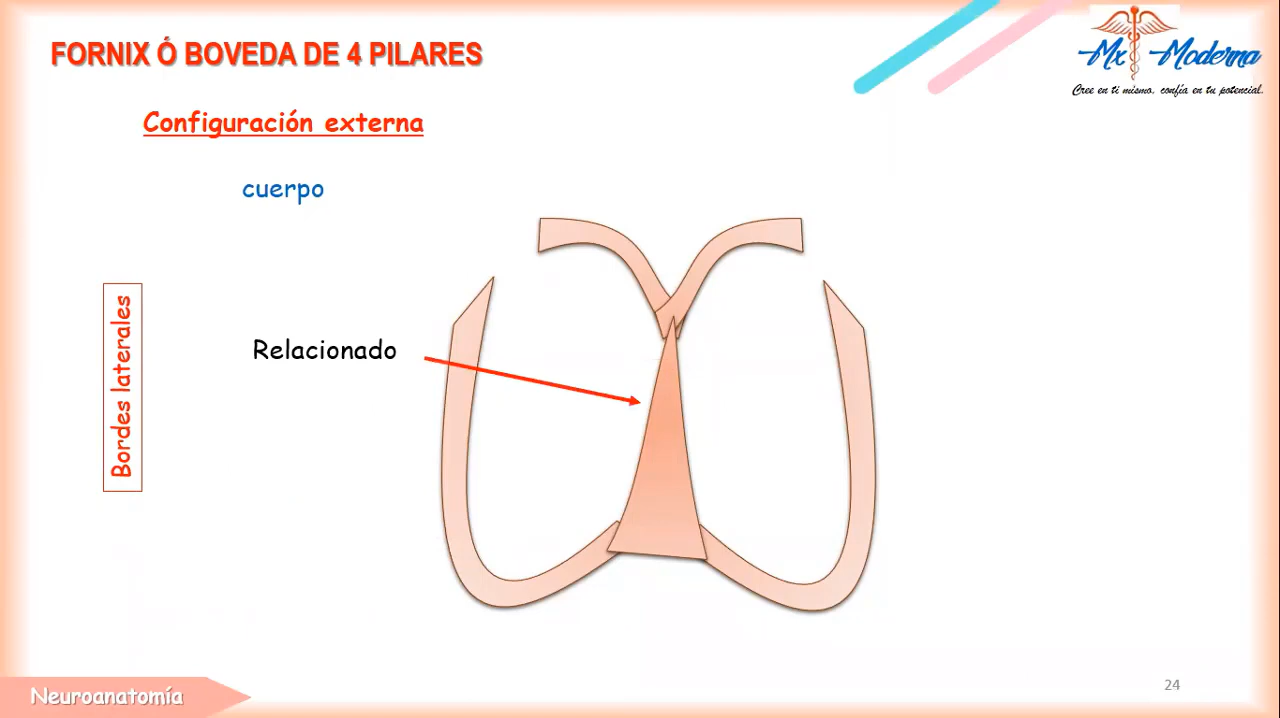 FORNIX Ó BOVEDA DE 4 PILARES
Mx Moderna
Cree en ti mismo, confía en tu potencial.
Configuración externa
cuerpo
Bordes laterales
Relacionado
Neuroanatomía
24